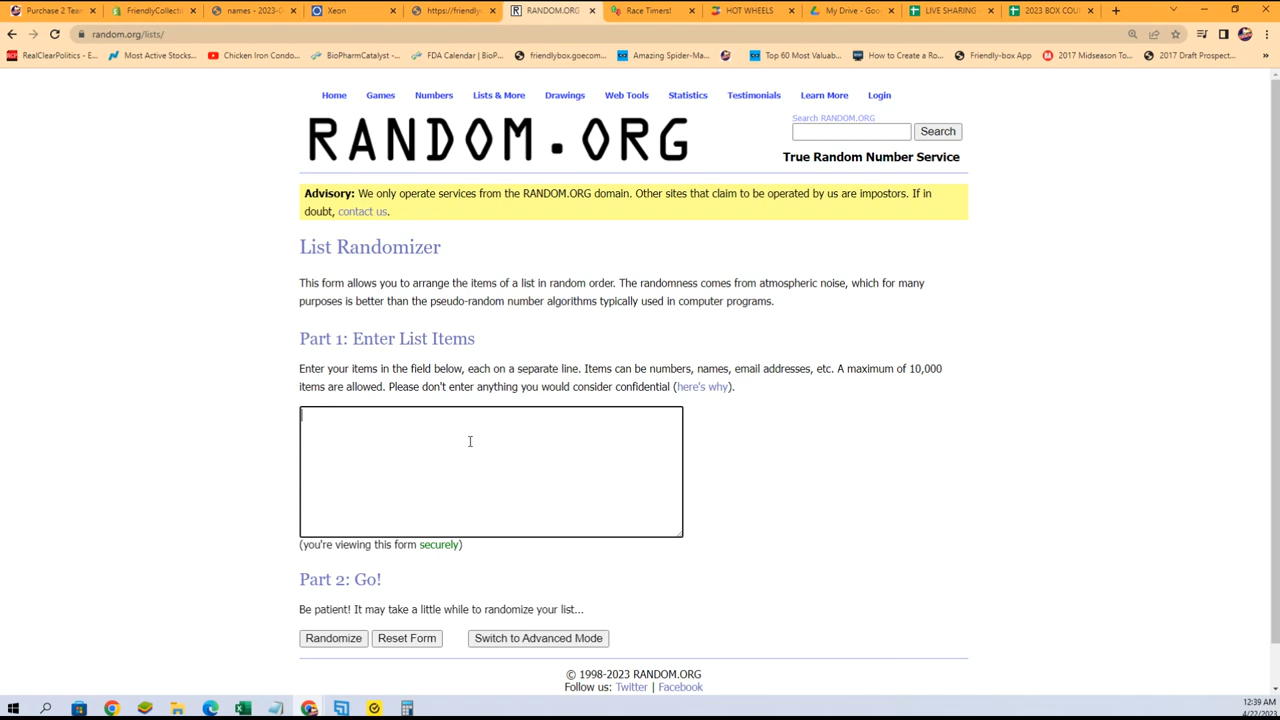 Purchase 2 Team
FriendlyCollecti
names - 2023-0
Xeon
https://friendly
RANDOM.ORG
Race Timers!
HOT WHEELS
My Drive - Goo
LIVE SHARING
2023 BOX COU
random.org/lists/
RealClearPolitics - E...
Most Active Stocks...
Chicken Iron Condo...
BioPharmCatalyst -...
FDA Calendar | BioP...
friendlybox.goecom...
Amazing Spider-Ma...
Top 60 Most Valuab...
How to Create a Ro...
Friendly-box App
2017 Midseason To...
2017 Draft Prospect...
»
Home Games Numbers Lists & More Drawings Web Tools Statistics Testimonials Learn More Login
RANDOM.ORG
Search RANDOM.ORG
Search
True Random Number Service
Advisory: We only operate services from the RANDOM.ORG domain. Other sites that claim to be operated by us are impostors. If in
doubt, contact us.
List Randomizer
This form allows you to arrange the items of a list in random order. The randomness comes from atmospheric noise, which for many
purposes is better than the pseudo-random number algorithms typically used in computer programs.
Part 1: Enter List Items
Enter your items in the field below, each on a separate line. Items can be numbers, names, email addresses, etc. A maximum of 10,000
items are allowed. Please don't enter anything you would consider confidential (here's why).
(you're viewing this form securely)
Part 2: Go!
Be patient! It may take a little while to randomize your list...
Randomize Reset Form Switch to Advanced Mode
© 1998-2023 RANDOM.ORG
Follow us: Twitter | Facebook
12:39 AM
4/22/2023